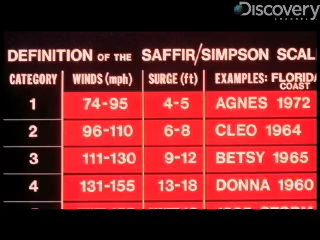 Discovery
CHANNEL
DEFINITION OF THE SAFFIR/SIMPSON SCAL
CATEGORY WINDS (mph) SURGE (ft) EXAMPLES: FLORIDA
COAST
1 74-95 4-5 AGNES 1972
2 96-110 6-8 CLEO 1964
3 111-130 9-12 BETSY 1965
4 131-155 13-18 DONNA 1960